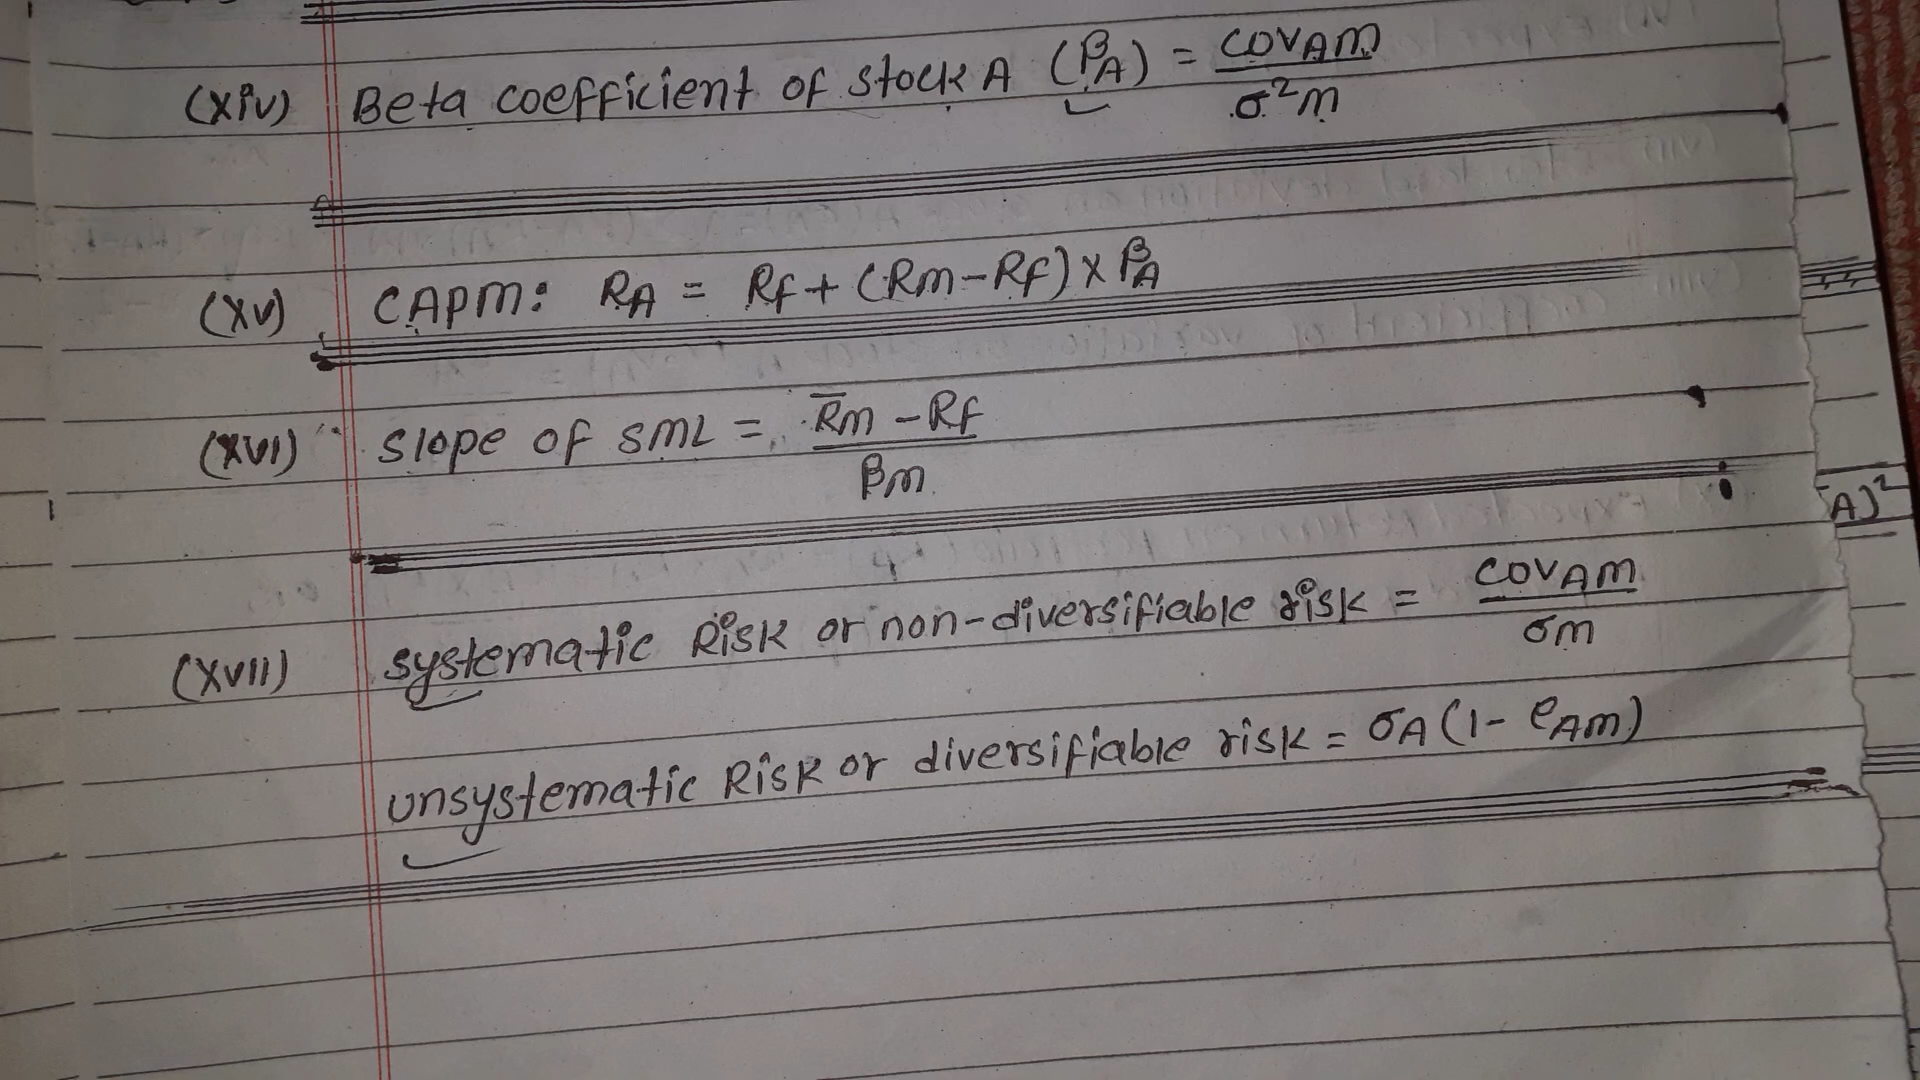 (xiv) Beta coefficient of stock A (βA) = COVAM / σ²m
(xv) CAPM: RA = Rf + (Rm - Rf) × βA
(XVI) slope of SML = R̄m - Rf / βm
(XVII) systematic Risk or non-diversifiable risk = COVAM / σm
unsystematic Risk or diversifiable risk = σA (1 - ρAm)
A)²